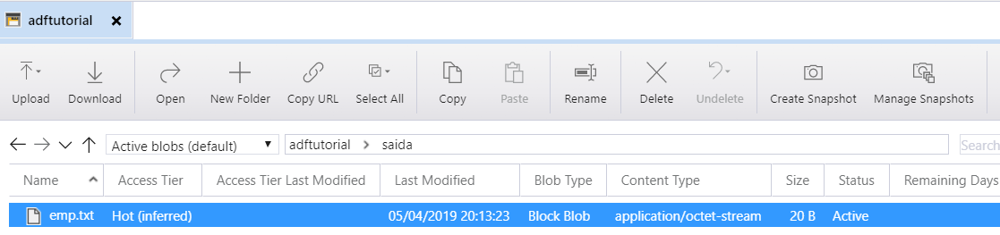 adftutorial
Upload Download Open New Folder Copy URL Select All Copy Paste Rename Delete Undelete Create Snapshot Manage Snapshots
Active blobs (default) adftutorial > saida Search
Name Access Tier Access Tier Last Modified Last Modified Blob Type Content Type Size Status Remaining Days
emp.txt Hot (inferred) 05/04/2019 20:13:23 Block Blob application/octet-stream 20 B Active